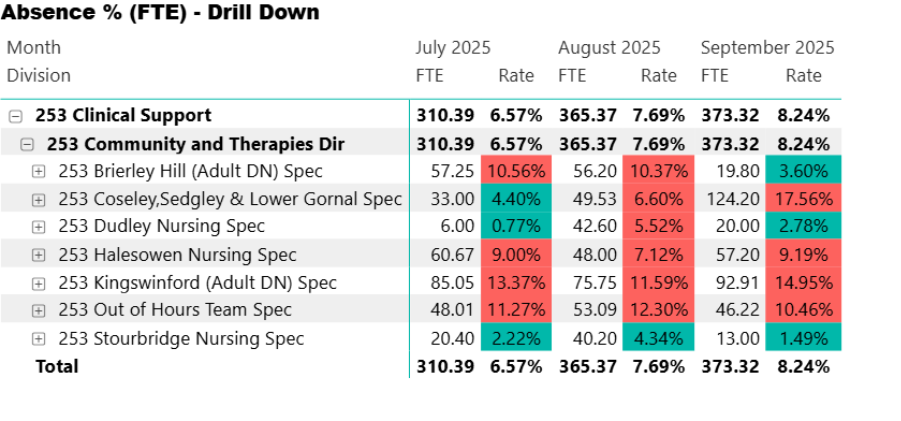 Absence % (FTE) - Drill Down
Month July 2025 August 2025 September 2025
Division FTE Rate FTE Rate FTE Rate
253 Clinical Support 310.39 6.57% 365.37 7.69% 373.32 8.24%
253 Community and Therapies Dir 310.39 6.57% 365.37 7.69% 373.32 8.24%
253 Brierley Hill (Adult DN) Spec 57.25 10.56% 56.20 10.37% 19.80 3.60%
253 Coseley,Sedgley & Lower Gornal Spec 33.00 4.40% 49.53 6.60% 124.20 17.56%
253 Dudley Nursing Spec 6.00 0.77% 42.60 5.52% 20.00 2.78%
253 Halesowen Nursing Spec 60.67 9.00% 48.00 7.12% 57.20 9.19%
253 Kingswinford (Adult DN) Spec 85.05 13.37% 75.75 11.59% 92.91 14.95%
253 Out of Hours Team Spec 48.01 11.27% 53.09 12.30% 46.22 10.46%
253 Stourbridge Nursing Spec 20.40 2.22% 40.20 4.34% 13.00 1.49%
Total 310.39 6.57% 365.37 7.69% 373.32 8.24%